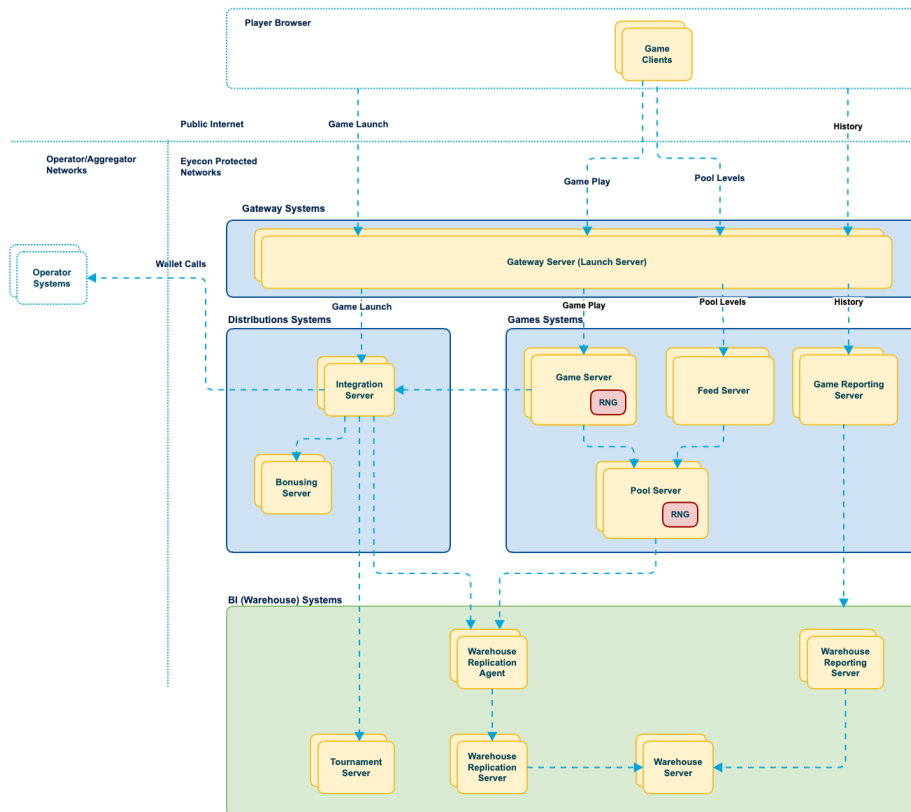 Player Browser
Game
Clients
Public Internet
Game Launch
History
Operator/Aggregator
Networks
Eyecon Protected
Networks
Game Play
Pool Levels
Gateway Systems
Gateway Server (Launch Server)
Operator
Systems
Wallet Calls
Game Launch
Game Play
Pool Levels
History
Distributions Systems
Games Systems
Integration
Server
Game Server
RNG
Feed Server
Game Reporting
Server
Bonusing
Server
Pool Server
RNG
BI (Warehouse) Systems
Warehouse
Replication
Agent
Warehouse
Reporting
Server
Tournament
Server
Warehouse
Replication
Server
Warehouse
Server